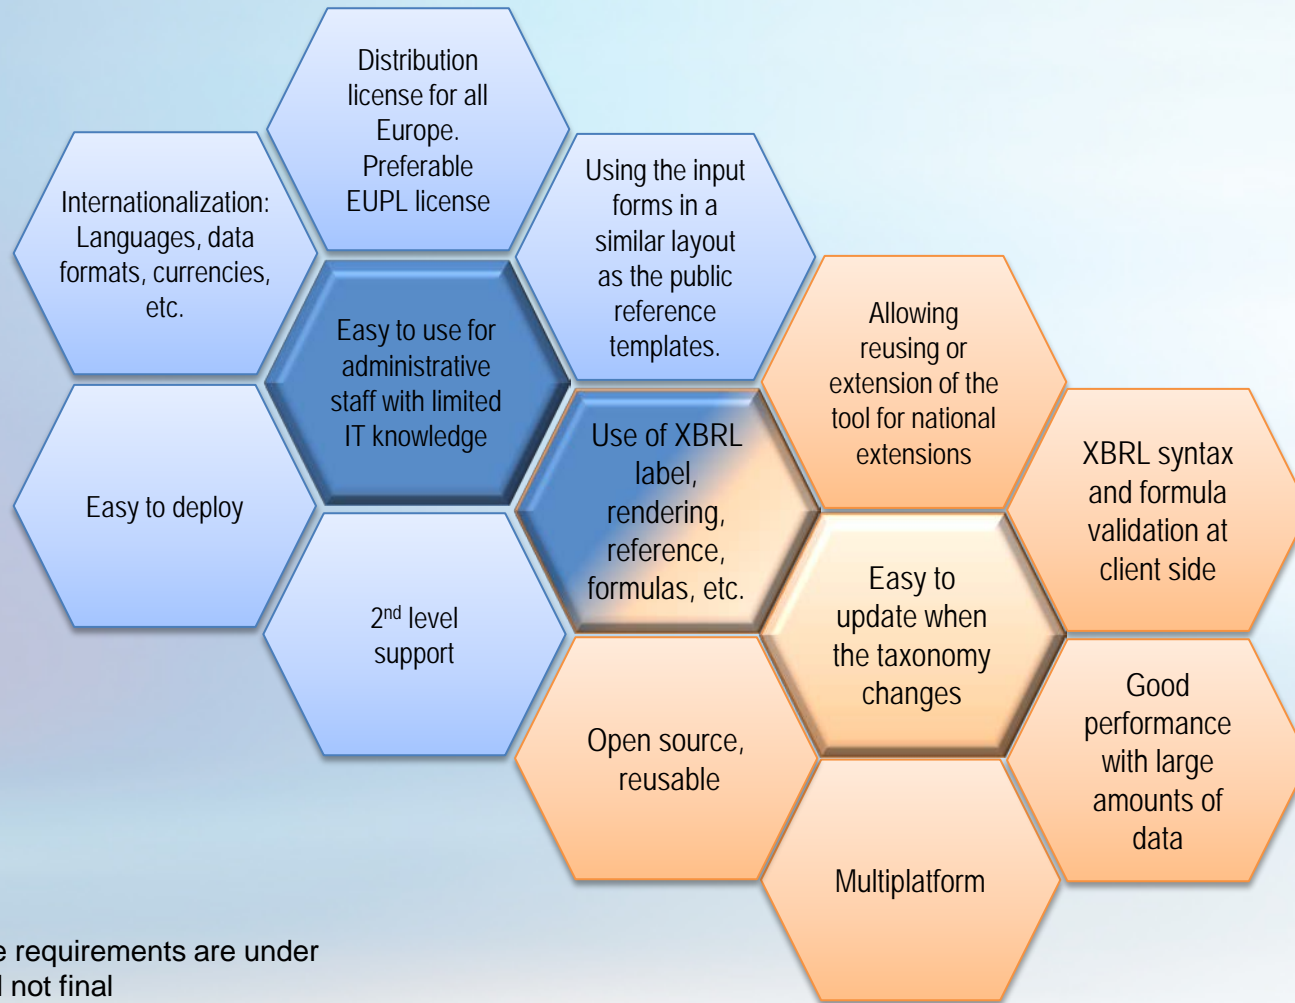 Distribution
license for all
Europe.
Preferable
EUPL license
Internationalization:
Languages, data
formats, currencies,
etc.
Using the input
forms in a
similar layout
as the public
reference
templates.
Easy to use for
administrative
staff with limited
IT knowledge
Allowing
reusing or
extension of the
tool for national
extensions
Easy to deploy
Use of XBRL
label,
rendering,
reference,
formulas, etc.
XBRL syntax
and formula
validation at
client side
2nd level
support
Easy to
update when
the taxonomy
changes
Open source,
reusable
Good
performance
with large
amounts of
data
Multiplatform
requirements are under
not final